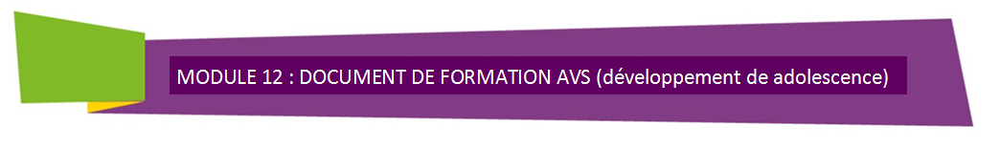 MODULE 12 : DOCUMENT DE FORMATION AVS (développement de adolescence)